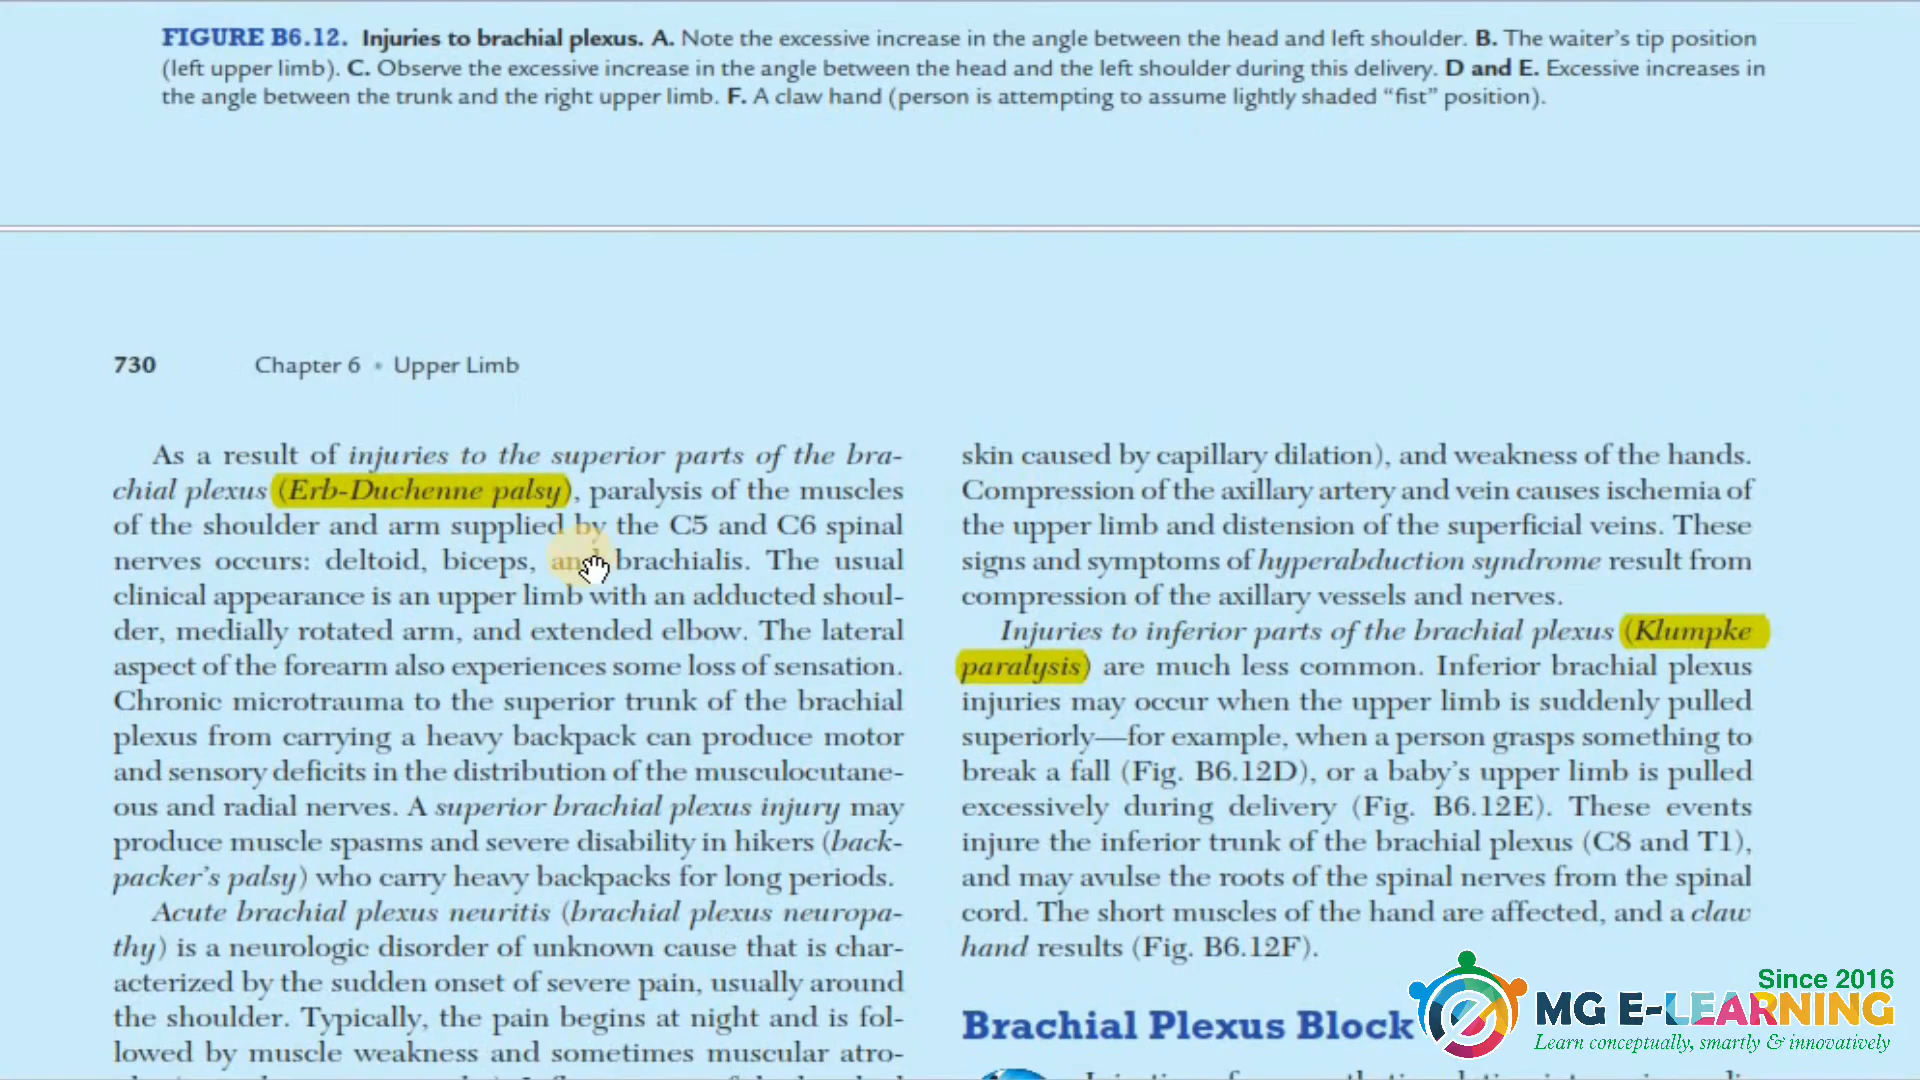 FIGURE B6.12. Injuries to brachial plexus. A. Note the excessive increase in the angle between the head and left shoulder. B. The waiter's tip position
(left upper limb). C. Observe the excessive increase in the angle between the head and the left shoulder during this delivery. D and E. Excessive increases in
the angle between the trunk and the right upper limb. F. A claw hand (person is attempting to assume lightly shaded "fist" position).
730 Chapter 6 • Upper Limb
As a result of injuries to the superior parts of the bra-
chial plexus (Erb-Duchenne palsy), paralysis of the muscles
of the shoulder and arm supplied by the C5 and C6 spinal
nerves occurs: deltoid, biceps, and brachialis. The usual
clinical appearance is an upper limb with an adducted shoul-
der, medially rotated arm, and extended elbow. The lateral
aspect of the forearm also experiences some loss of sensation.
Chronic microtrauma to the superior trunk of the brachial
plexus from carrying a heavy backpack can produce motor
and sensory deficits in the distribution of the musculocutane-
ous and radial nerves. A superior brachial plexus injury may
produce muscle spasms and severe disability in hikers (back-
packer's palsy) who carry heavy backpacks for long periods.
Acute brachial plexus neuritis (brachial plexus neuropa-
thy) is a neurologic disorder of unknown cause that is char-
acterized by the sudden onset of severe pain, usually around
the shoulder. Typically, the pain begins at night and is fol-
lowed by muscle weakness and sometimes muscular atro-
skin caused by capillary dilation), and weakness of the hands.
Compression of the axillary artery and vein causes ischemia of
the upper limb and distension of the superficial veins. These
signs and symptoms of hyperabduction syndrome result from
compression of the axillary vessels and nerves.
Injuries to inferior parts of the brachial plexus (Klumpke
paralysis) are much less common. Inferior brachial plexus
injuries may occur when the upper limb is suddenly pulled
superiorly—for example, when a person grasps something to
break a fall (Fig. B6.12D), or a baby's upper limb is pulled
excessively during delivery (Fig. B6.12E). These events
injure the inferior trunk of the brachial plexus (C8 and T1),
and may avulse the roots of the spinal nerves from the spinal
cord. The short muscles of the hand are affected, and a claw
hand results (Fig. B6.12F).
Brachial Plexus Block
Since 2016
MG E-LEARNING
Learn conceptually, smartly & innovatively